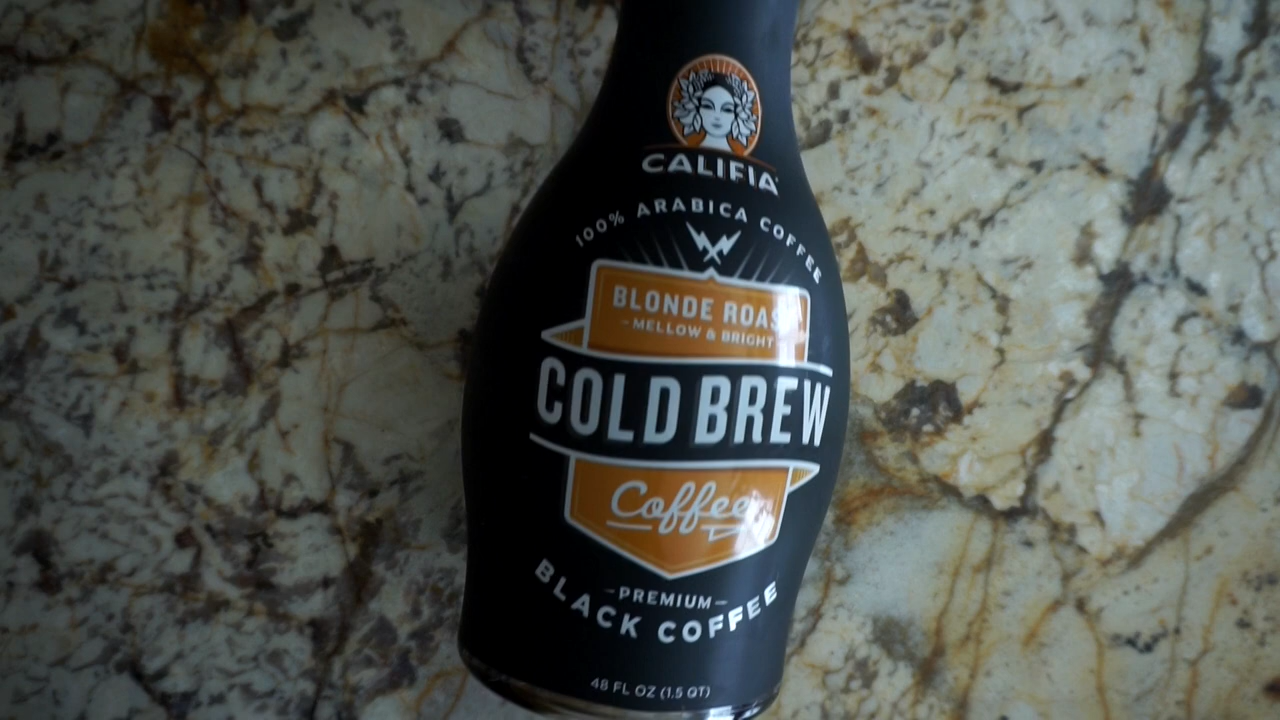 CALIFIA
100% ARABICA COFFEE
BLONDE ROAST
-MELLOW & BRIGHT
COLD BREW
Coffee
-PREMIUM-
BLACK COFFEE
48 FL OZ (1.5 QT)